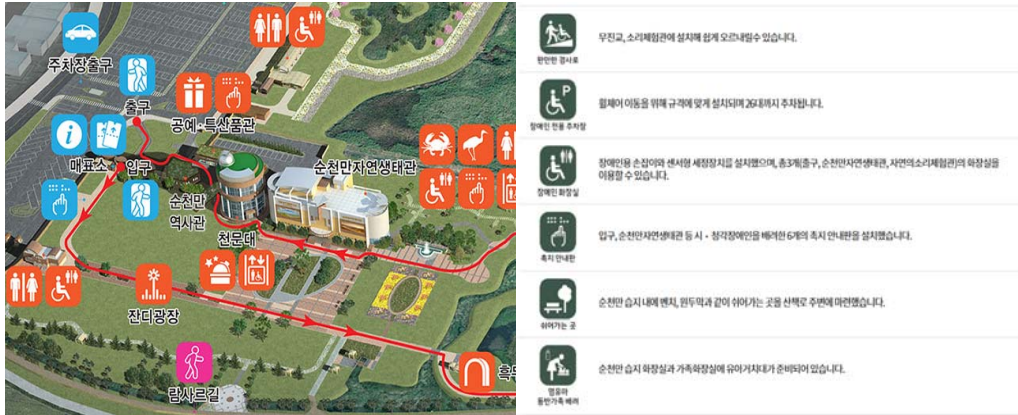 주차장출구
출구
공예·특산품관
매표소
입구
순천만
역사관
순천만자연생태관
천문대
잔디광장
람사르길
완만한 경사로
무진교, 소리체험관에 설치해 쉽게 오르내릴수 있습니다.
P
장애인 전용 주차장
휠체어 이동을 위해 규격에 맞게 설치되며 26대까지 주차됩니다.
장애인 화장실
장애인용 손잡이와 센서형 세정장치를 설치했으며, 총3개(출구, 순천만자연생태관, 자연의소리체험관)의 화장실을
이용할 수 있습니다.
촉지 안내판
입구, 순천만자연생태관 등 시·청각장애인을 배려한 6개의 촉지 안내판을 설치했습니다.
쉬어가는 곳
순천만 습지 내에 벤치, 원두막과 같이 쉬어가는 곳을 산책로 주변에 마련했습니다.
영유아
동반가족 배려
순천만 습지 화장실과 가족화장실에 유아거치대가 준비되어 있습니다.